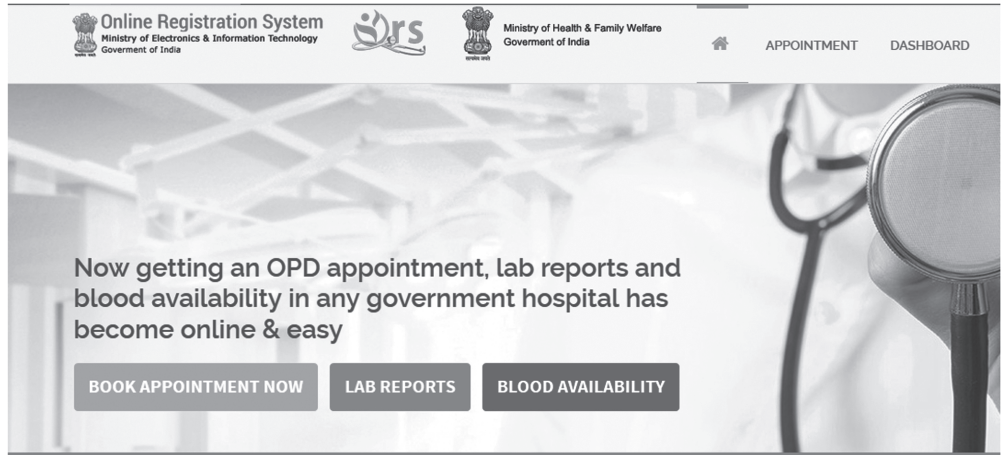 Online Registration System
Ministry of Electronics & Information Technology
Goverment of India
ors
Ministry of Health & Family Welfare
Goverment of India
APPOINTMENT
DASHBOARD
Now getting an OPD appointment, lab reports and
blood availability in any government hospital has
become online & easy
BOOK APPOINTMENT NOW
LAB REPORTS
BLOOD AVAILABILITY